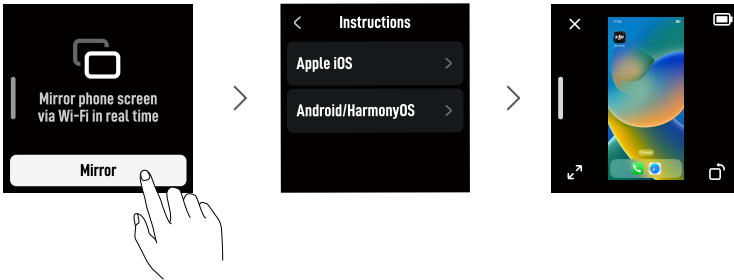 Mirror phone screen
via Wi-Fi in real time
Mirror
Instructions
Apple iOS
Android/HarmonyOS